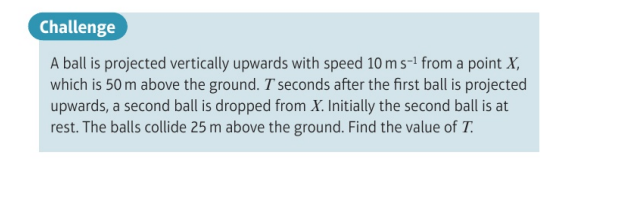 Challenge
A ball is projected vertically upwards with speed 10 m s⁻¹ from a point X,
which is 50 m above the ground. T seconds after the first ball is projected
upwards, a second ball is dropped from X. Initially the second ball is at
rest. The balls collide 25 m above the ground. Find the value of T.